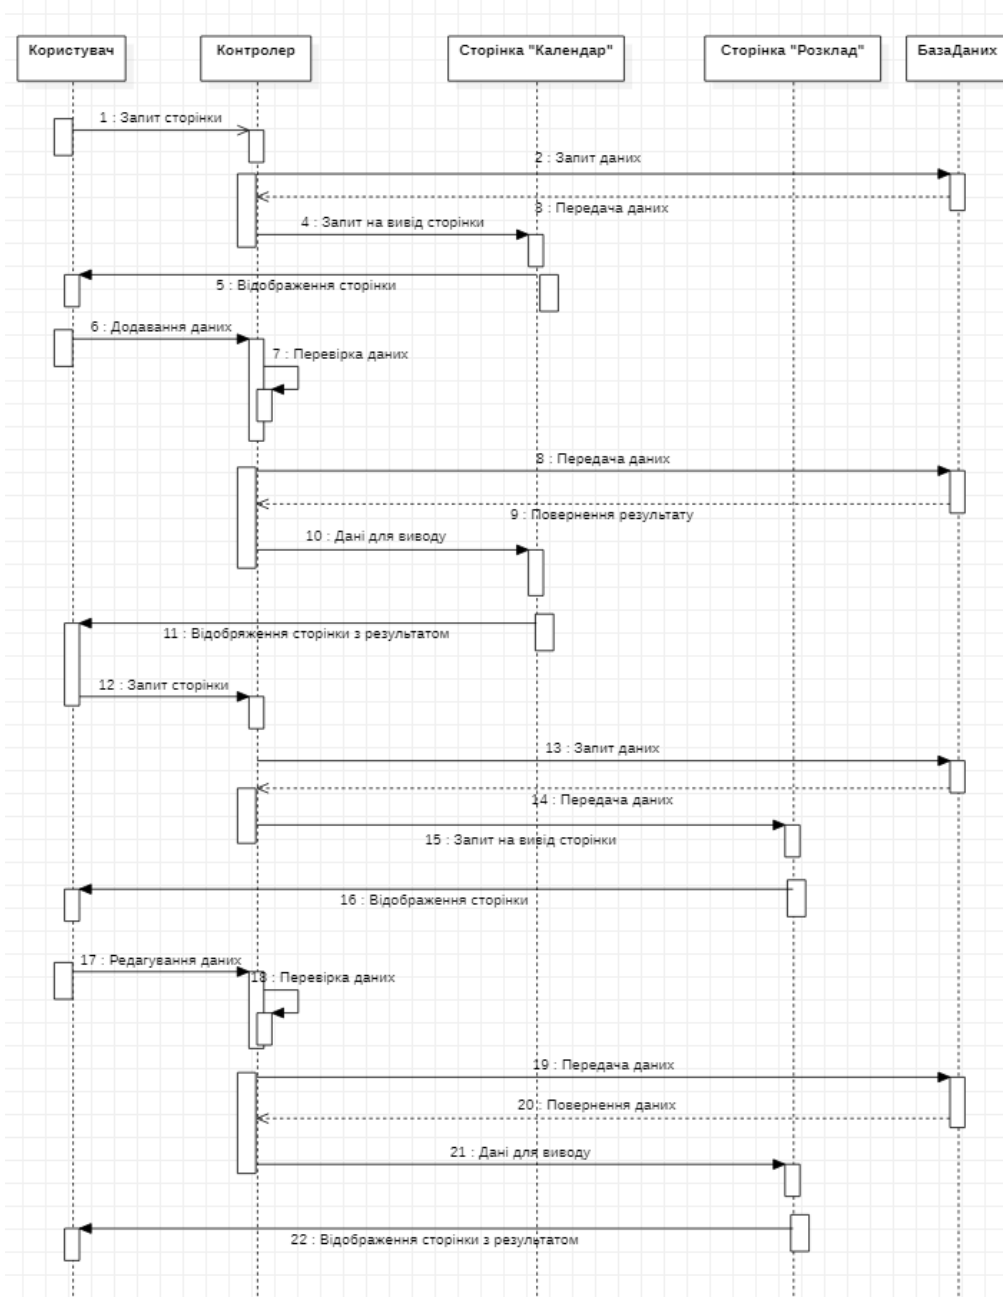 Користувач
Контролер
Сторінка "Календар"
Сторінка "Розклад"
БазаДаних
1 : Запит сторінки
2 : Запит даних
3 : Передача даних
4 : Запит на вивід сторінки
5 : Відображення сторінки
6 : Додавання даних
7 : Перевірка даних
8 : Передача даних
9 : Повернення результату
10 : Дані для виводу
11 : Відобряження сторінки з результатом
12 : Запит сторінки
13 : Запит даних
14 : Передача даних
15 : Запит на вивід сторінки
16 : Відображення сторінки
17 : Редагування даних
18 : Перевірка даних
19 : Передача даних
20 : Повернення даних
21 : Дані для виводу
22 : Відображення сторінки з результатом